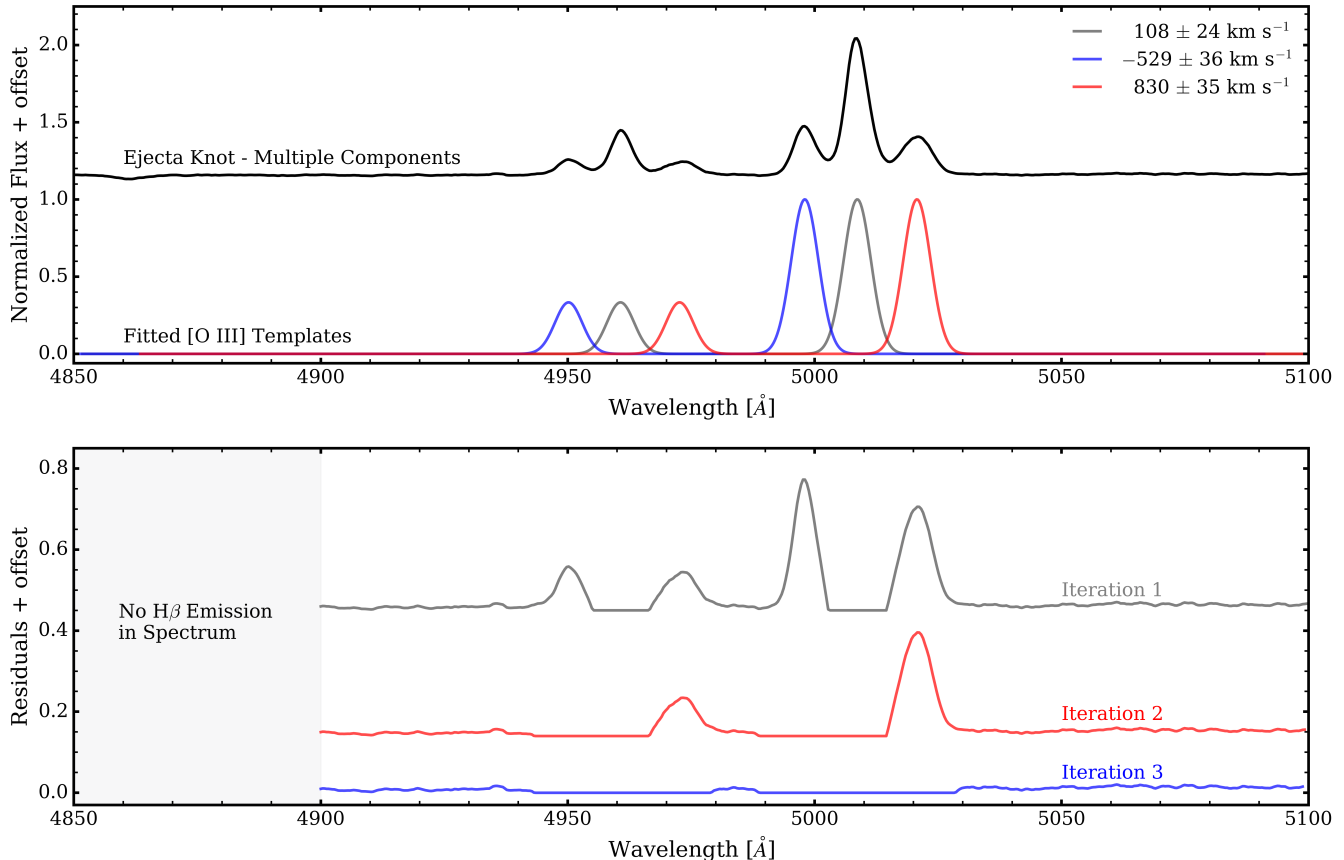 Normalized Flux + offset
2.0
1.5
1.0
0.5
0.0
108 ± 24 km s⁻¹
−529 ± 36 km s⁻¹
830 ± 35 km s⁻¹
Ejecta Knot - Multiple Components
Fitted [O III] Templates
4850 4900 4950 5000 5050 5100
Wavelength [Å]
Residuals + offset
0.8
0.6
0.4
0.2
0.0
No Hβ Emission
in Spectrum
Iteration 1
Iteration 2
Iteration 3
4850 4900 4950 5000 5050 5100
Wavelength [Å]